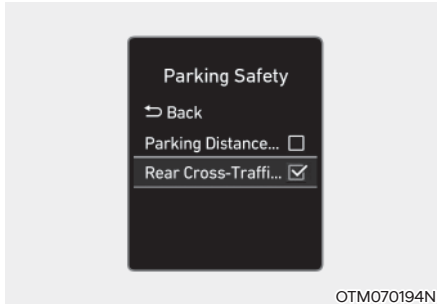 Parking Safety
Back
Parking Distance...
Rear Cross-Traffi...
OTM070194N